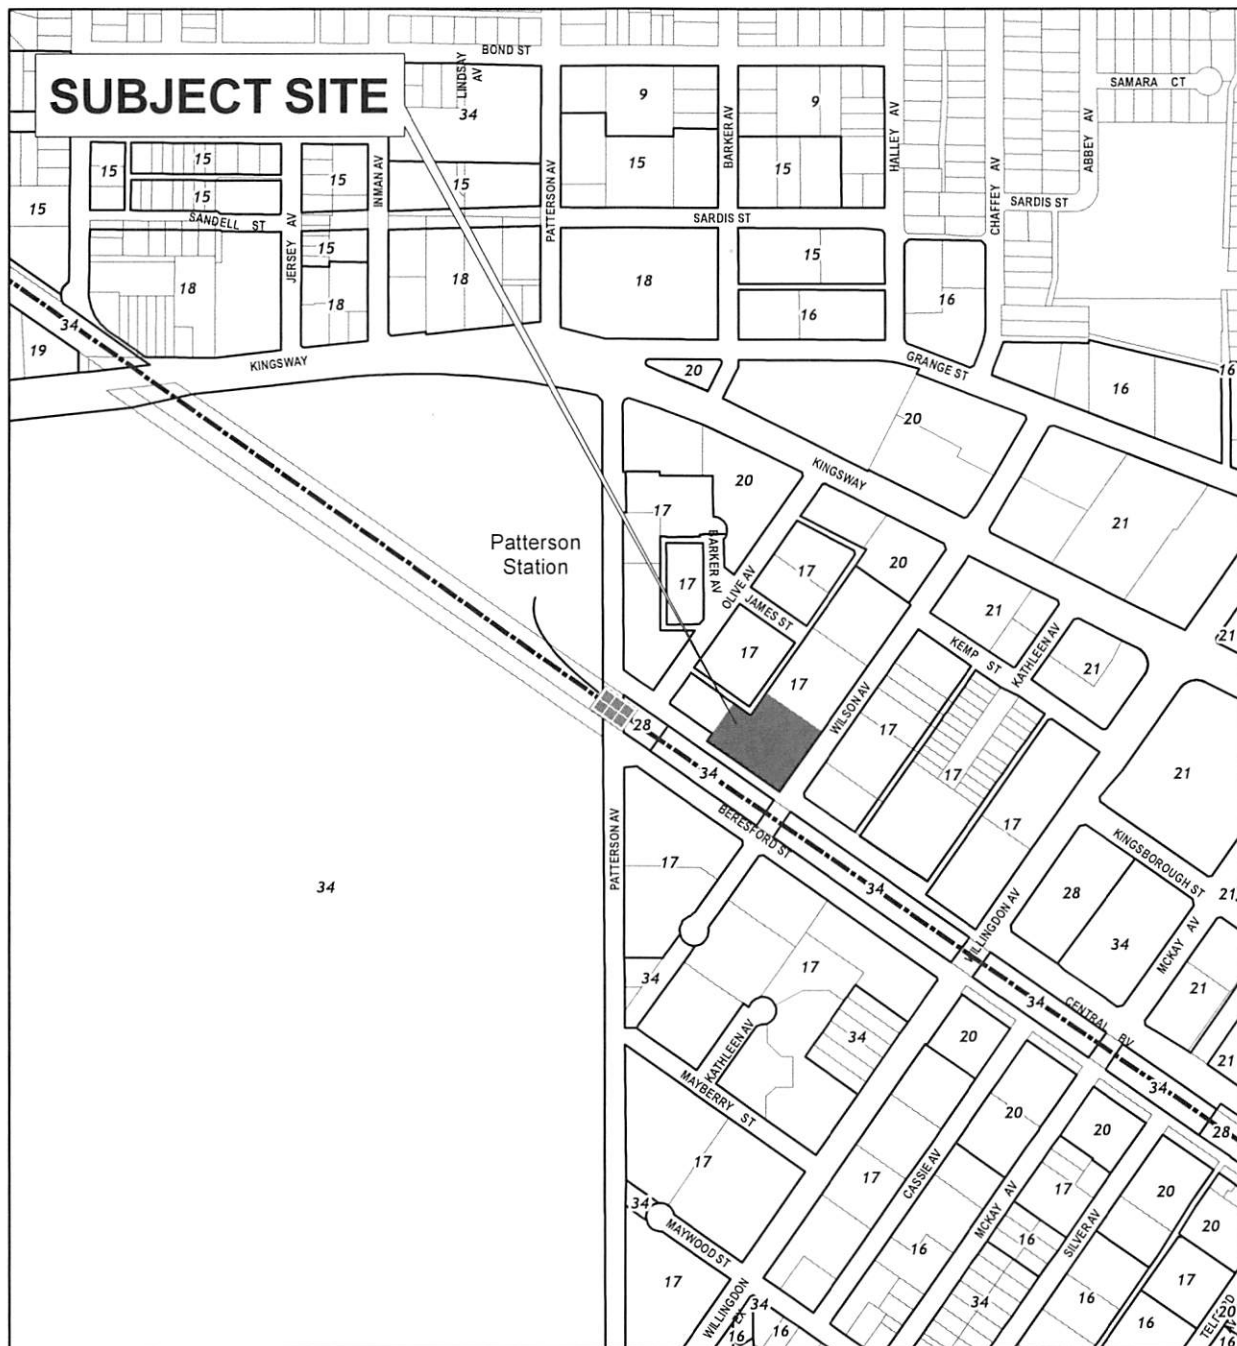 BOND ST
SUBJECT SITE
LINDSAY
AV
34
SAMARA CT
9
9
BARKER AV
HALLEY AV
ABBEY AV
CHAFFEY AV
15
15
15
15
15
15
15
15
INMAN AV
PATTERSON AV
SARDIS ST
SARDIS ST
SANDELL ST
JERSEY AV
15
15
18
18
18
18
16
16
34
19
KINGSWAY
20
GRANGE ST
16
16
20
KINGSWAY
20
17
21
BARKER AV
Patterson
Station
17
OLIVE AV
17
JAMES ST
20
21
KATHLEEN AV
21
21
KEMP ST
17
17
WILSON AV
17
28
34
17
21
BERESFORD ST
17
PATTERSON AV
17
34
34
KINGSBOROUGH ST
28
21
WILLINGDON AV
34
MCKAY AV
21
17
34
34
CENTRAL BV
20
34
KATHLEEN AV
34
21
MAYBERRY ST
20
20
28
17
17
CASSIE AV
17
20
34
MAYWOOD ST
MCKAY AV
16
SILVER AV
20
16
17
17
WILLINGDON
34
34
16
16
16
16
20
16